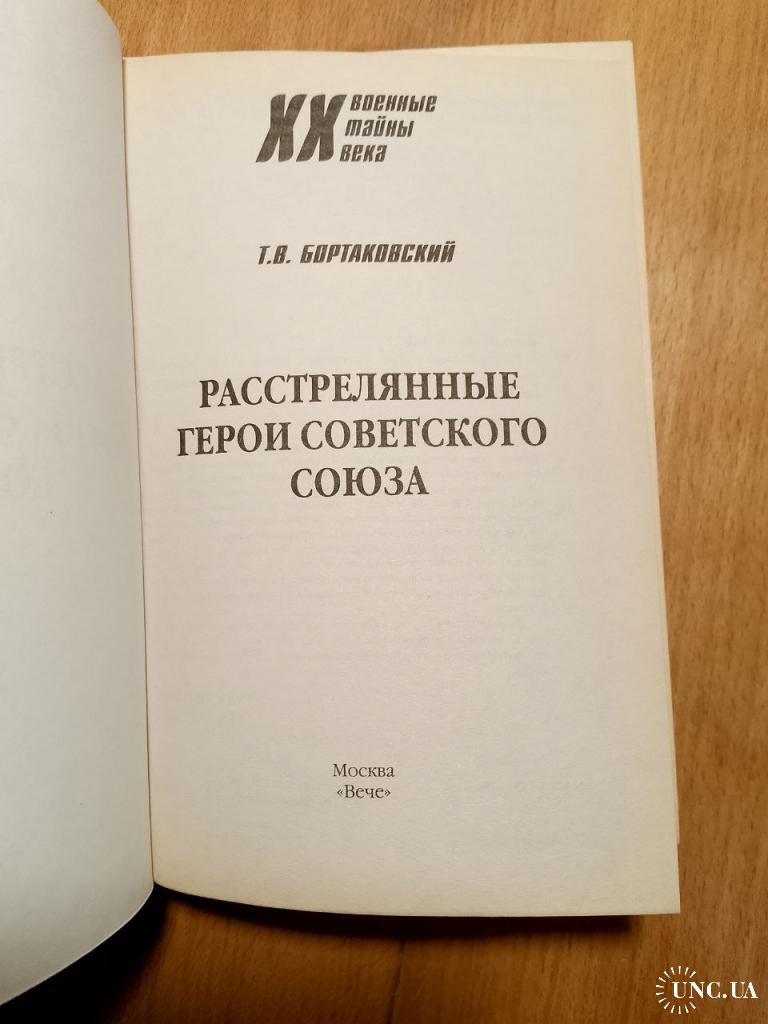 XX ВОЕННЫЕ
ТАЙНЫ
ВЕКА
Т.В. БОРТАКОВСКИЙ
РАССТРЕЛЯННЫЕ
ГЕРОИ СОВЕТСКОГО
СОЮЗА
Москва
«Вече»
UNC.UA